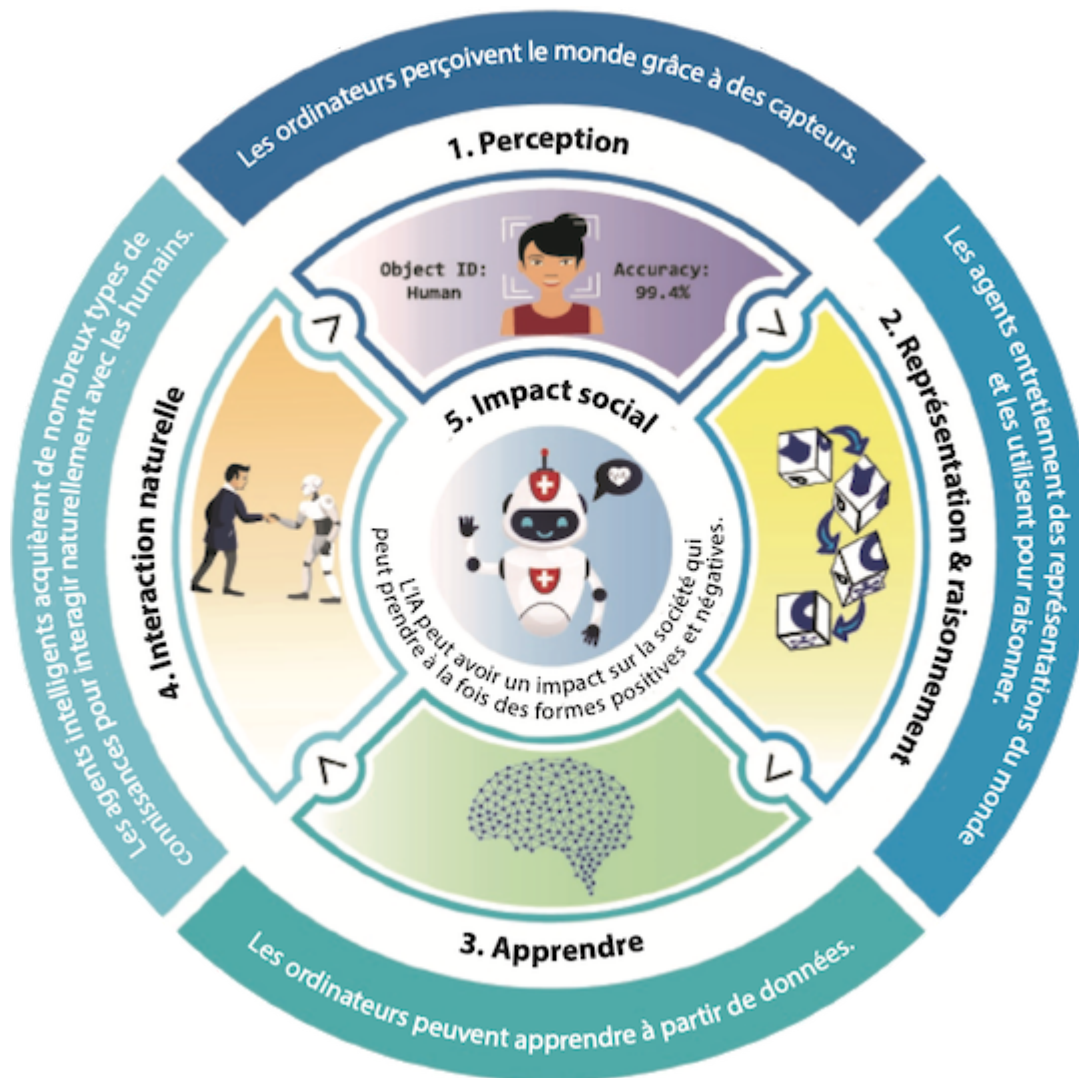 Les ordinateurs perçoivent le monde grâce à des capteurs.
1. Perception
Object ID:
Human
Accuracy:
99.4%
Les agents entretiennent des représentations du monde
et les utilisent pour raisonner.
2. Représentation & raisonnement
3. Apprendre
Les ordinateurs peuvent apprendre à partir de données.
Les agents intelligents acquièrent de nombreux types de
connissances pour interagir naturellement avec les humains.
4. Interaction naturelle
5. Impact social
L'IA peut avoir un impact sur la société qui
peut prendre à la fois des formes positives et négatives.